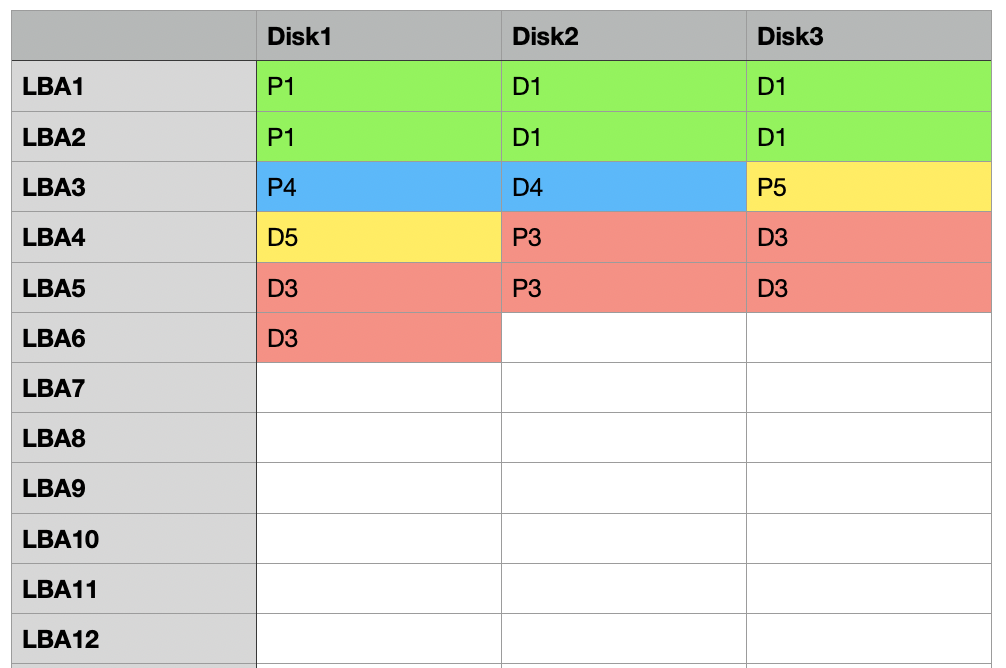 Disk1 Disk2 Disk3
LBA1 P1 D1 D1
LBA2 P1 D1 D1
LBA3 P4 D4 P5
LBA4 D5 P3 D3
LBA5 D3 P3 D3
LBA6 D3
LBA7
LBA8
LBA9
LBA10
LBA11
LBA12